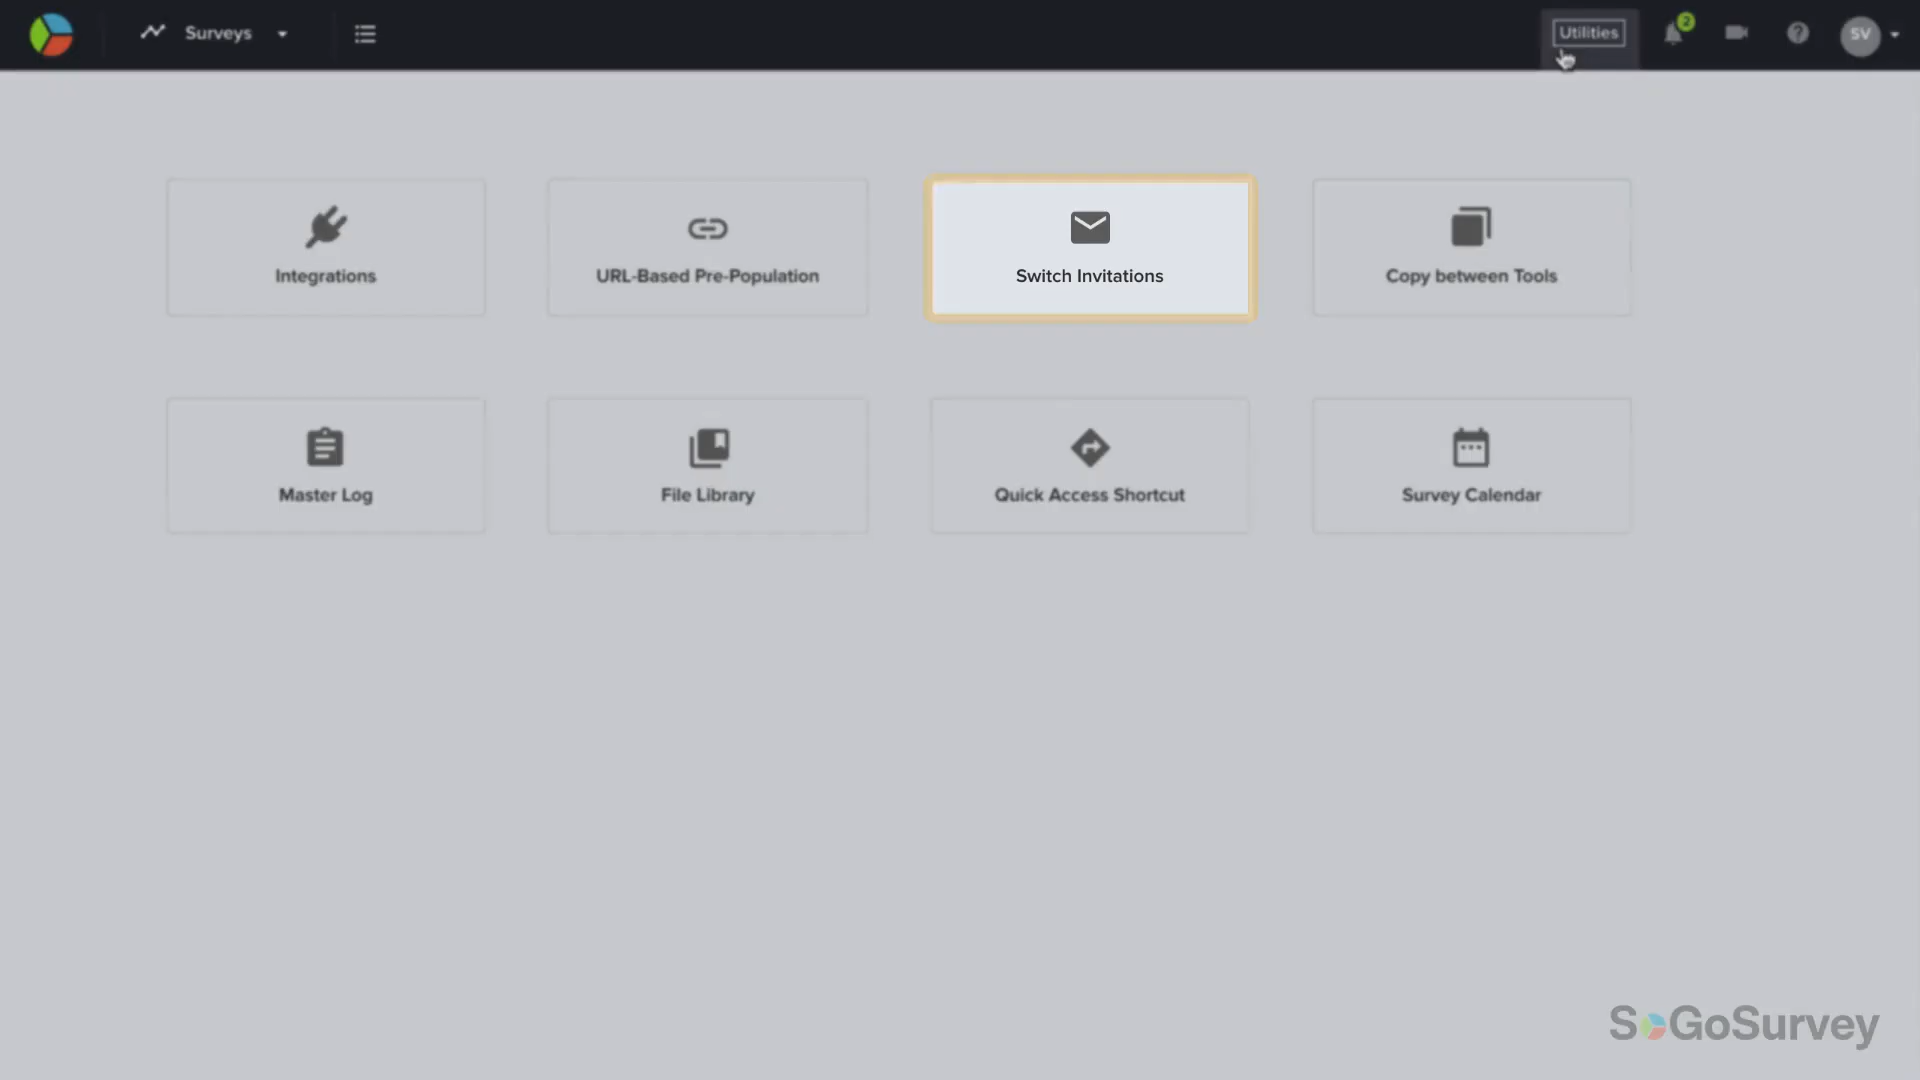 Surveys
Utilities
2
SV
Integrations
URL-Based Pre-Population
Switch Invitations
Copy between Tools
Master Log
File Library
Quick Access Shortcut
Survey Calendar
SoGoSurvey